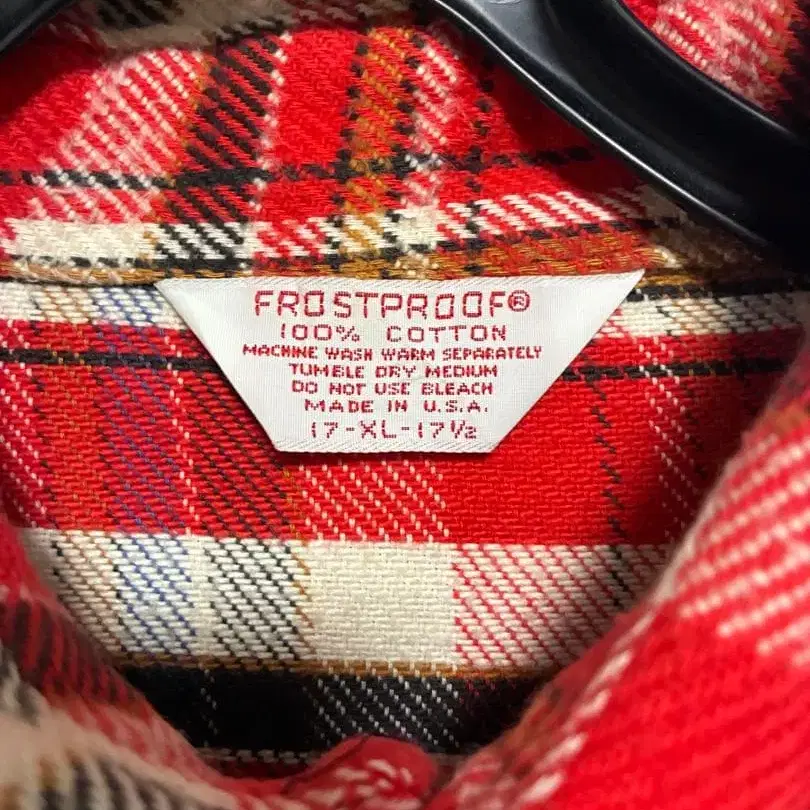 FROSTPROOF®
100% COTTON
MACHINE WASH WARM SEPARATELY
TUMBLE DRY MEDIUM
DO NOT USE BLEACH
MADE IN U.S.A.
17-XL-17½